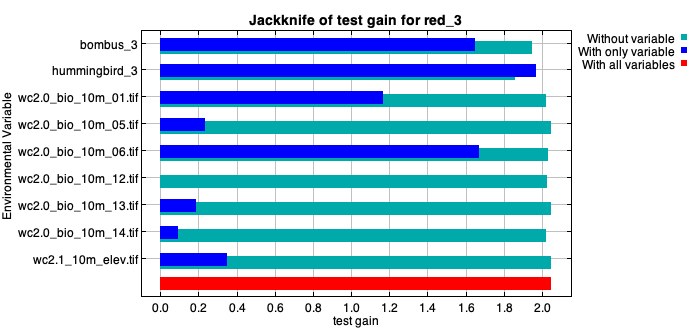 Jackknife of test gain for red_3
Without variable
With only variable
With all variables
Environmental Variable
bombus_3
hummingbird_3
wc2.0_bio_10m_01.tif
wc2.0_bio_10m_05.tif
wc2.0_bio_10m_06.tif
wc2.0_bio_10m_12.tif
wc2.0_bio_10m_13.tif
wc2.0_bio_10m_14.tif
wc2.1_10m_elev.tif
0.0 0.2 0.4 0.6 0.8 1.0 1.2 1.4 1.6 1.8 2.0
test gain